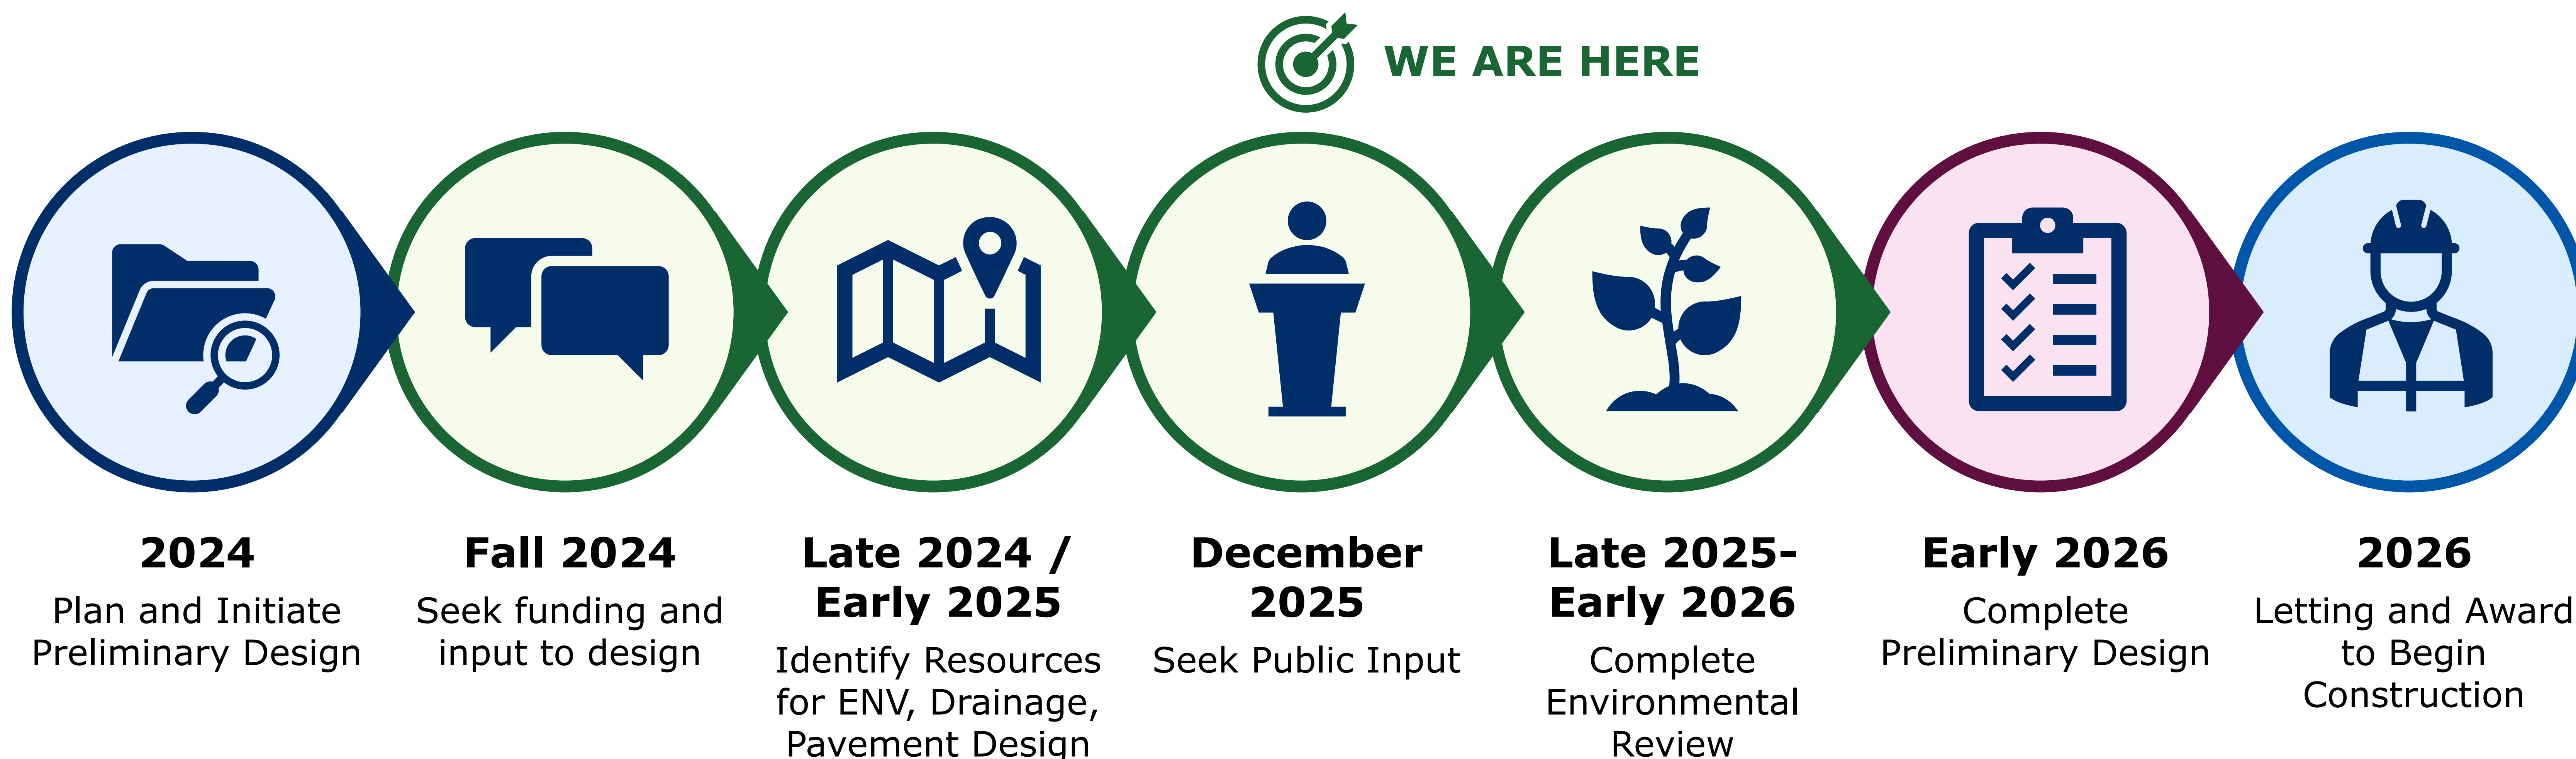 WE ARE HERE
2024
Plan and Initiate
Preliminary Design
Fall 2024
Seek funding and
input to design
Late 2024 /
Early 2025
Identify Resources
for ENV, Drainage,
Pavement Design
December
2025
Seek Public Input
Late 2025-
Early 2026
Complete
Environmental
Review
Early 2026
Complete
Preliminary Design
2026
Letting and Award
to Begin
Construction